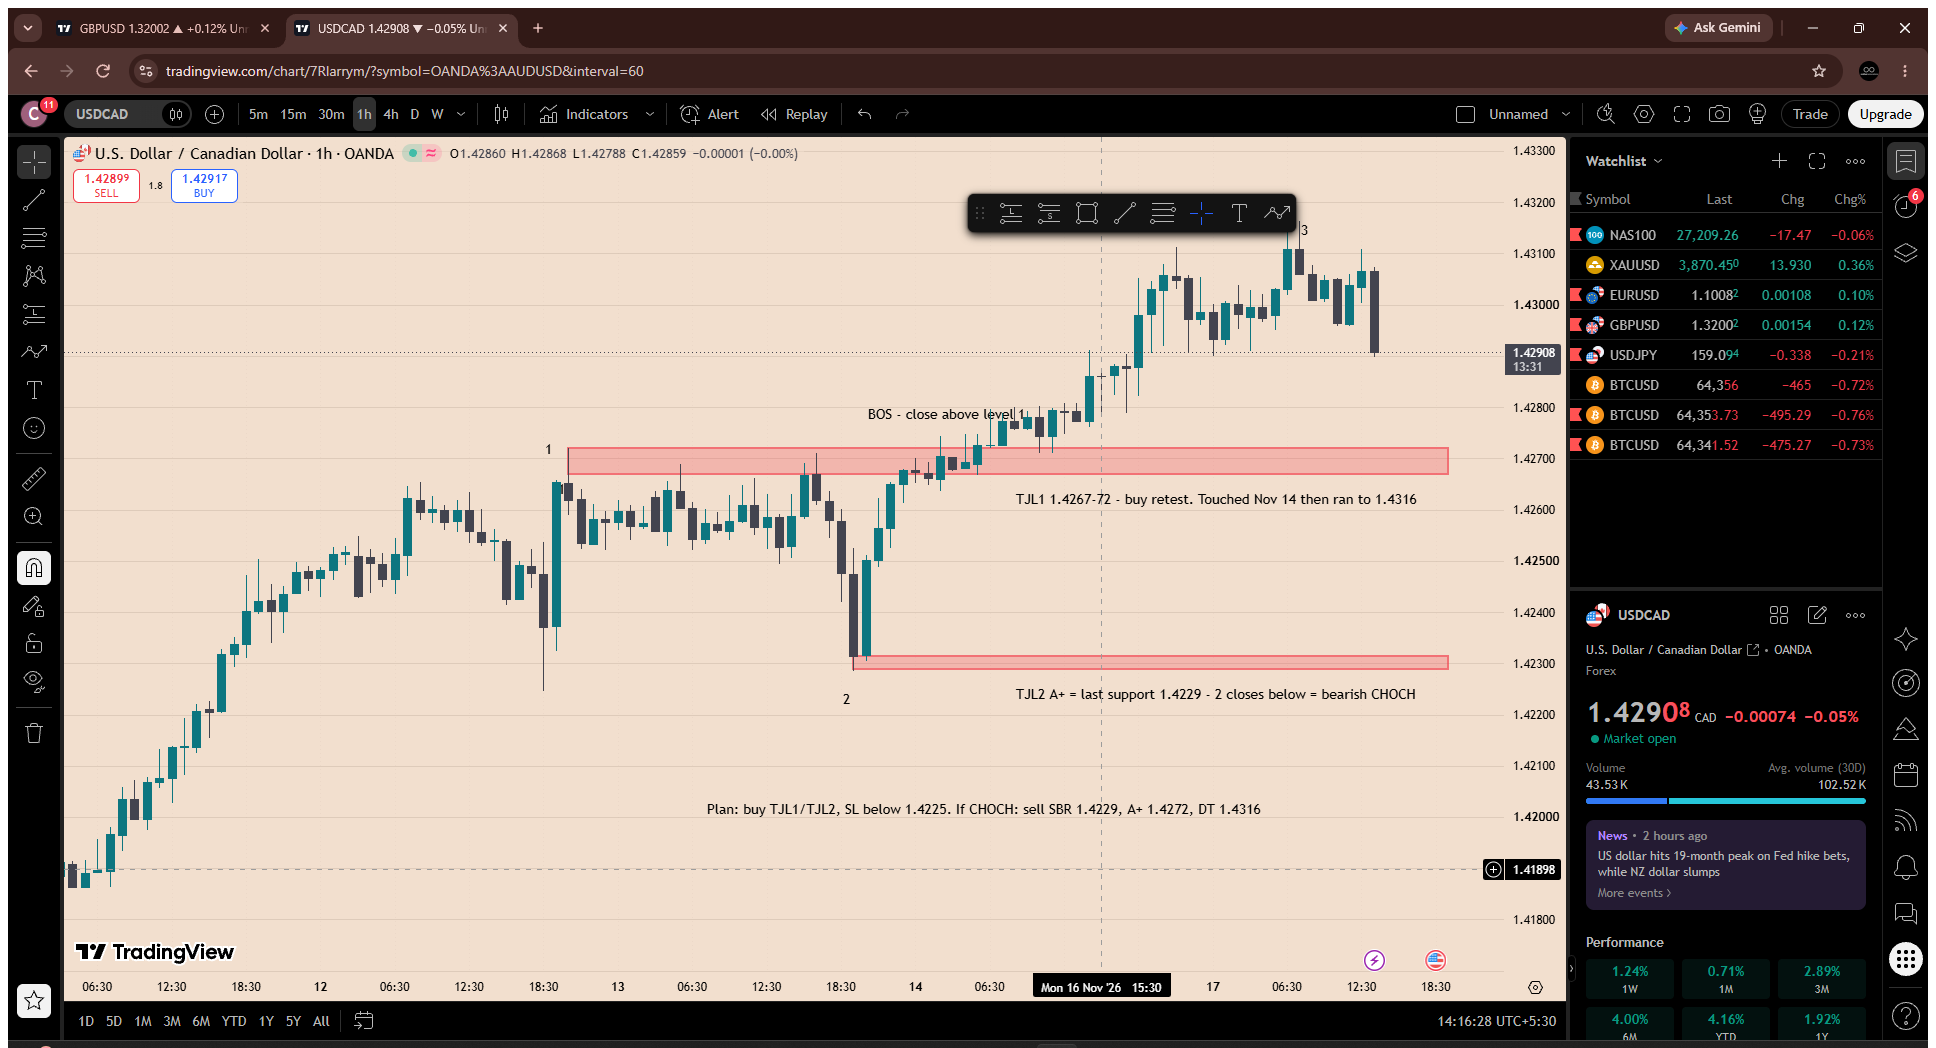 GBPUSD 1.32002 ▲ +0.12% Unn
USDCAD 1.42908 ▼ −0.05% Un
Ask Gemini
tradingview.com/chart/7Rlarrym/?symbol=OANDA%3AAUDUSD&interval=60
C 11 USDCAD 5m 15m 30m 1h 4h D W Indicators Alert Replay Unnamed Trade Upgrade
U.S. Dollar / Canadian Dollar · 1h · OANDA O1.42860 H1.42868 L1.42788 C1.42859 −0.00001 (−0.00%)
1.42899 SELL 1.8 1.42917 BUY
3
BOS - close above level 1
1
TJL1 1.4267-72 - buy retest. Touched Nov 14 then ran to 1.4316
2
TJL2 A+ = last support 1.4229 - 2 closes below = bearish CHOCH
Plan: buy TJL1/TJL2, SL below 1.4225. If CHOCH: sell SBR 1.4229, A+ 1.4272, DT 1.4316
1.43300
1.43200
1.43100
1.43000
1.42908
13:31
1.42800
1.42700
1.42600
1.42500
1.42400
1.42300
1.42200
1.42100
1.42000
1.41898
1.41800
TradingView
06:30 12:30 18:30 12 06:30 12:30 18:30 13 06:30 12:30 18:30 14 06:30 Mon 16 Nov '26 15:30 17 06:30 12:30 18:30
1D 5D 1M 3M 6M YTD 1Y 5Y All
14:16:28 UTC+5:30
Watchlist
Symbol Last Chg Chg%
100 NAS100 27,209.26 −17.47 −0.06%
XAUUSD 3,870.450 13.930 0.36%
EURUSD 1.10082 0.00108 0.10%
GBPUSD 1.32002 0.00154 0.12%
USDJPY 159.094 −0.338 −0.21%
BTCUSD 64,356 −465 −0.72%
BTCUSD 64,353.73 −495.29 −0.76%
BTCUSD 64,341.52 −475.27 −0.73%
6
USDCAD
U.S. Dollar / Canadian Dollar • OANDA
Forex
1.42908 CAD −0.00074 −0.05%
Market open
Volume Avg. volume (30D)
43.53 K 102.52 K
News • 2 hours ago
US dollar hits 19-month peak on Fed hike bets,
while NZ dollar slumps
More events
Performance
1.24% 0.71% 2.89%
1W 1M 3M
4.00% 4.16% 1.92%
6M YTD 1Y